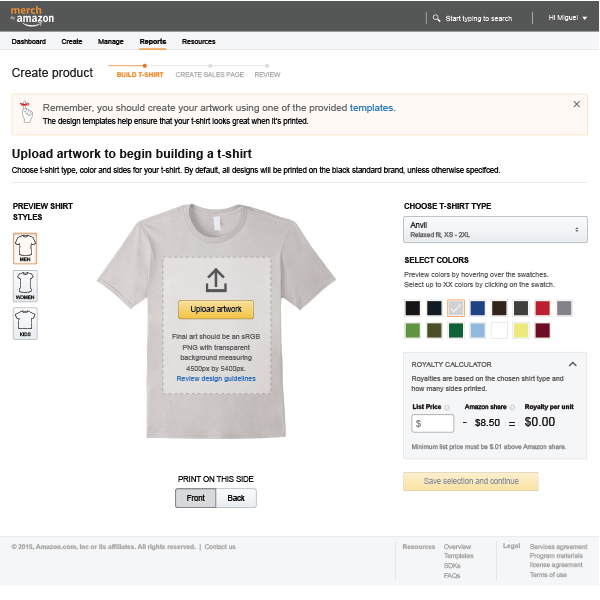 merch
by amazon
Start typing to search
Hi Miguel
Dashboard Create Manage Reports Resources
Create product
BUILD T-SHIRT CREATE SALES PAGE REVIEW
Remember, you should create your artwork using one of the provided templates.
The design templates help ensure that your t-shirt looks great when it's printed.
Upload artwork to begin building a t-shirt
Choose t-shirt type, color and sides for your t-shirt. By default, all designs will be printed on the black standard brand, unless otherwise specifced.
PREVIEW SHIRT
STYLES
MEN
WOMEN
KIDS
Upload artwork
Final art should be an sRGB
PNG with transparent
background measuring
4500px by 5400px.
Review design guidelines
PRINT ON THIS SIDE
Front Back
CHOOSE T-SHIRT TYPE
Anvil
Relaxed fit, XS - 2XL
SELECT COLORS
Preview colors by hovering over the swatches.
Select up to XX colors by clicking on the swatch.
ROYALTY CALCULATOR
Royalties are based on the chosen shirt type and
how many sides printed.
List Price Amazon share Royalty per unit
$ - $8.50 = $0.00
Minimum list price must be $.01 above Amazon share.
Save selection and continue
© 2015, Amazon.com, Inc or its affiliates. All rights reserved. | Contact us
Resources
Overview
Templates
SDKs
FAQs
Legal
Services agreement
Program materials
license agreement
Terms of use